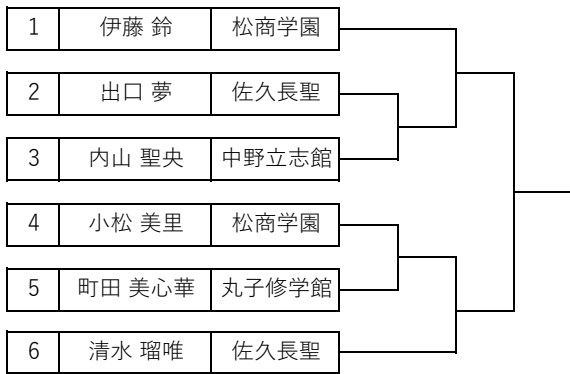 1 伊藤 鈴 松商学園
2 出口 夢 佐久長聖
3 内山 聖央 中野立志館
4 小松 美里 松商学園
5 町田 美心華 丸子修学館
6 清水 瑠唯 佐久長聖